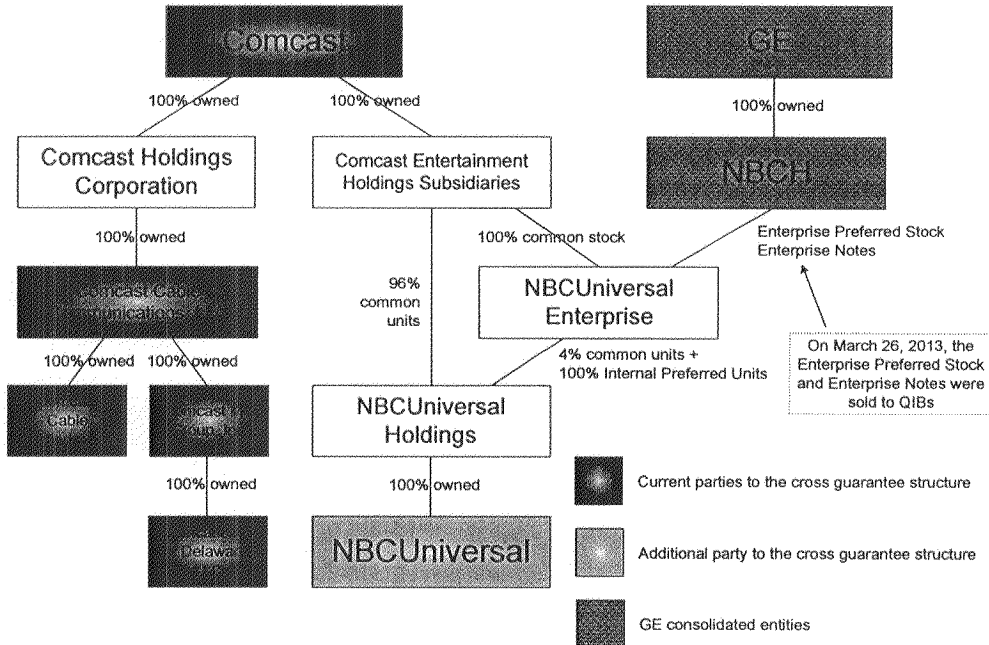 Comcast
GE
100% owned
100% owned
100% owned
Comcast Holdings
Corporation
Comcast Entertainment
Holdings Subsidiaries
NBCH
100% owned
100% common stock
Enterprise Preferred Stock
Enterprise Notes
Comcast Cable
mmunications
96%
common
units
NBCUniversal
Enterprise
100% owned
100% owned
4% common units +
100% Internal Preferred Units
On March 26, 2013, the
Enterprise Preferred Stock
and Enterprise Notes were
sold to QIBs
Cable
NBCUniversal
Holdings
100% owned
100% owned
Delawa
NBCUniversal
Current parties to the cross guarantee structure
Additional party to the cross guarantee structure
GE consolidated entities